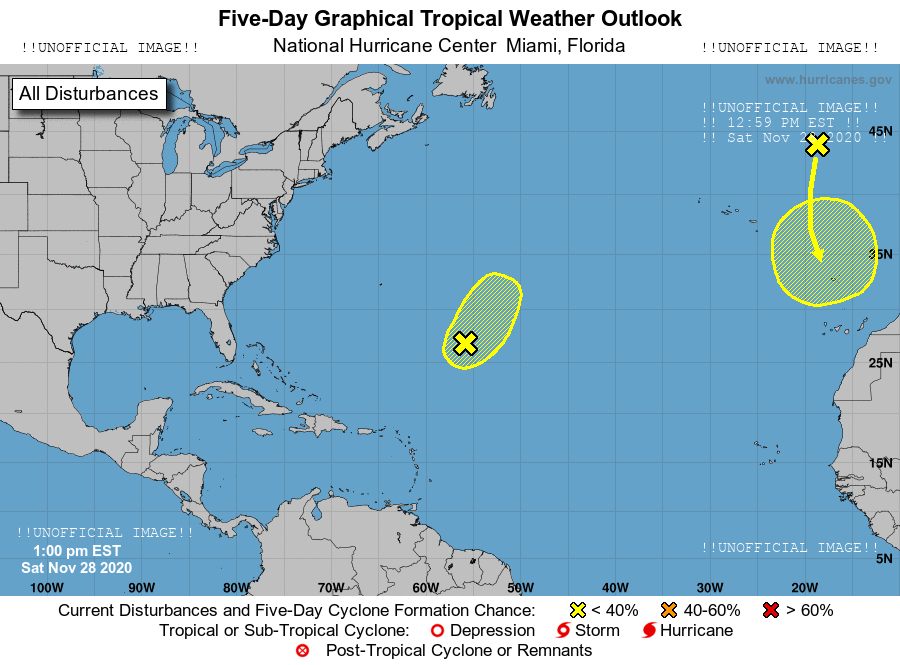 Five-Day Graphical Tropical Weather Outlook
!!UNOFFICIAL IMAGE!! National Hurricane Center Miami, Florida !!UNOFFICIAL IMAGE!!
All Disturbances
www.hurricanes.gov
!!UNOFFICIAL IMAGE!!
!! 12:59 PM EST !!
!! Sat Nov 2020 !!
45N
35N
25N
15N
!!UNOFFICIAL IMAGE!!
1:00 pm EST
Sat Nov 28 2020
!!UNOFFICIAL IMAGE!!
5N
100W 90W 80W 70W 60W 50W 40W 30W 20W
Current Disturbances and Five-Day Cyclone Formation Chance: < 40% 40-60% > 60%
Tropical or Sub-Tropical Cyclone: Depression Storm Hurricane
Post-Tropical Cyclone or Remnants